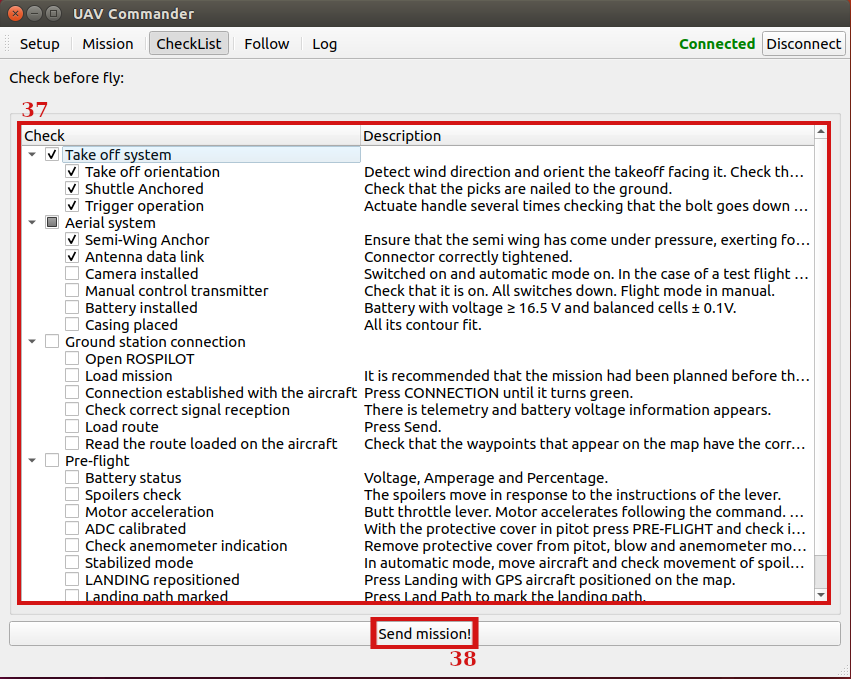 UAV Commander
Setup Mission CheckList Follow Log Connected Disconnect
Check before fly:
37
Check Description
Take off system
Take off orientation Detect wind direction and orient the takeoff facing it. Check th...
Shuttle Anchored Check that the picks are nailed to the ground.
Trigger operation Actuate handle several times checking that the bolt goes down ...
Aerial system
Semi-Wing Anchor Ensure that the semi wing has come under pressure, exerting fo...
Antenna data link Connector correctly tightened.
Camera installed Switched on and automatic mode on. In the case of a test flight ...
Manual control transmitter Check that it is on. All switches down. Flight mode in manual.
Battery installed Battery with voltage ≥ 16.5 V and balanced cells ± 0.1V.
Casing placed All its contour fit.
Ground station connection
Open ROSPILOT
Load mission It is recommended that the mission had been planned before th...
Connection established with the aircraft Press CONNECTION until it turns green.
Check correct signal reception There is telemetry and battery voltage information appears.
Load route Press Send.
Read the route loaded on the aircraft Check that the waypoints that appear on the map have the corr...
Pre-flight
Battery status Voltage, Amperage and Percentage.
Spoilers check The spoilers move in response to the instructions of the lever.
Motor acceleration Butt throttle lever. Motor accelerates following the command. ...
ADC calibrated With the protective cover in pitot press PRE-FLIGHT and check i...
Check anemometer indication Remove protective cover from pitot, blow and anemometer mo...
Stabilized mode In automatic mode, move aircraft and check movement of spoil...
LANDING repositioned Press Landing with GPS aircraft positioned on the map.
Landing path marked Press Land Path to mark the landing path.
Send mission!
38